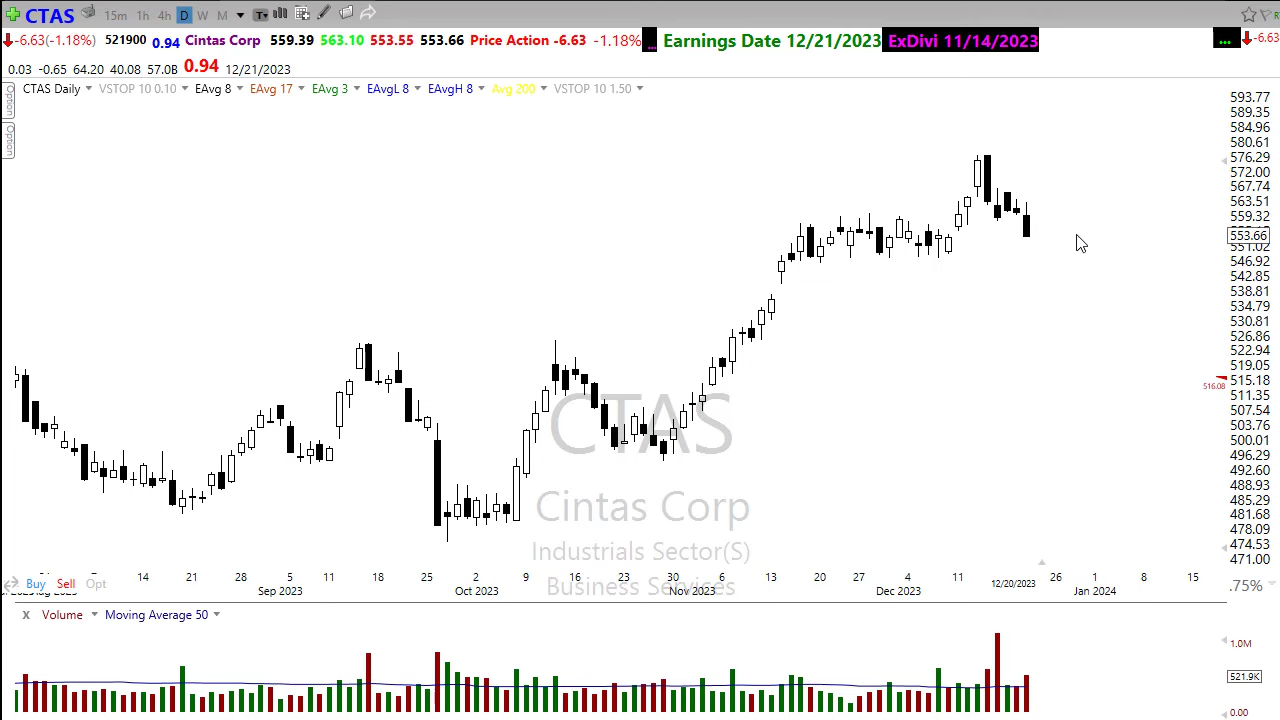 CTAS 15m 1h 4h D W M T
-6.63(-1.18%) 521900 0.94 Cintas Corp 559.39 563.10 553.55 553.66 Price Action -6.63 -1.18% ... Earnings Date 12/21/2023 ExDivi 11/14/2023 ... -6.63
0.03 -0.65 64.20 40.08 57.0B 0.94 12/21/2023
CTAS Daily VSTOP 10 0.10 EAvg 8 EAvg 17 EAvg 3 EAvgL 8 EAvgH 8 Avg 200 VSTOP 10 1.50
Option
Option
593.77
589.35
584.96
580.61
576.29
572.00
567.74
563.51
559.32
553.66
551.02
546.92
542.85
538.81
534.79
530.81
526.86
522.94
519.05
515.18
516.08
511.35
507.54
503.76
500.01
496.29
492.60
488.93
485.29
481.68
478.09
474.53
471.00
CTAS
Cintas Corp
Industrials Sector(S)
Business Services
14 21 28 5 11 18 25 2 9 16 23 30 6 13 20 27 4 11 12/20/2023 26 1 8 15
Buy Sell Opt .75%
Sep 2023 Oct 2023 Nov 2023 Dec 2023 Jan 2024
X Volume Moving Average 50
1.0M
521.9K
0.00